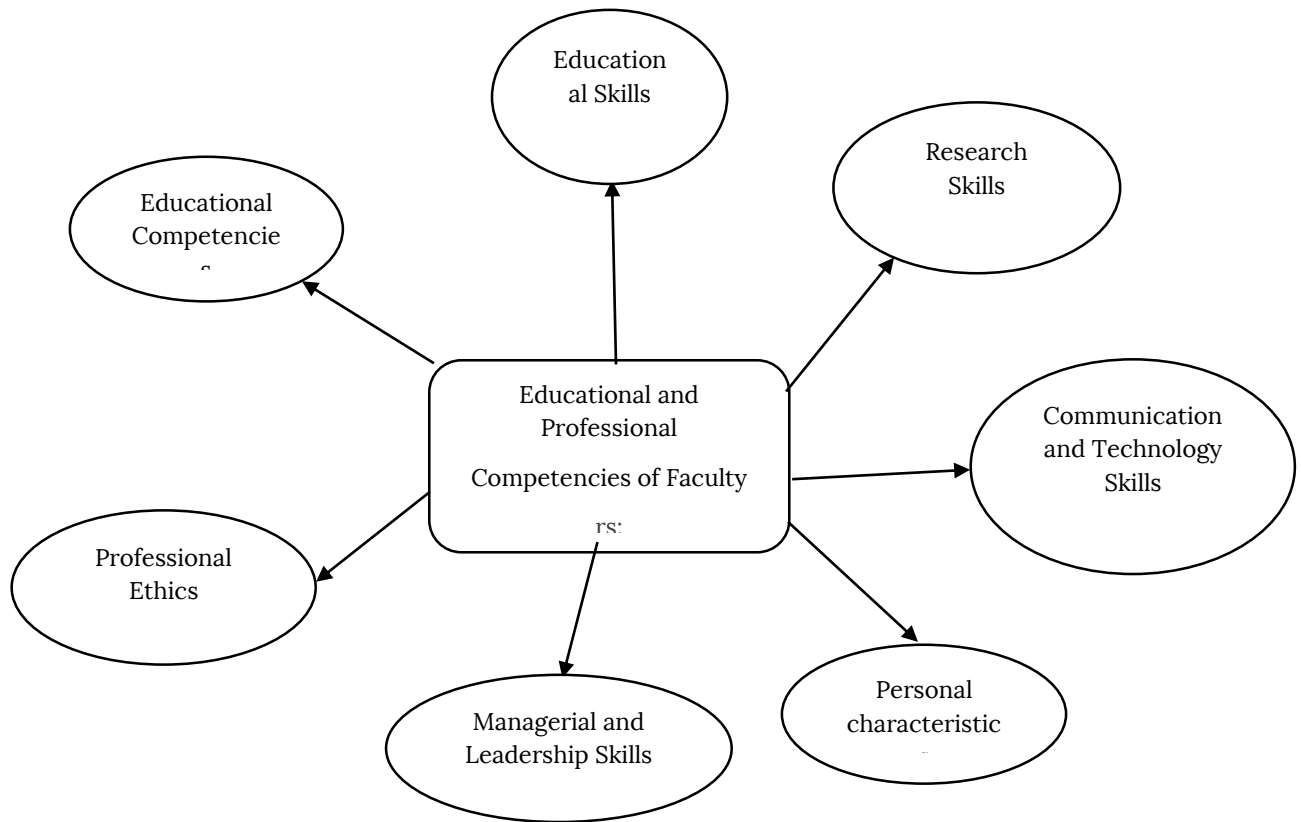 Education
al Skills
Research
Skills
Educational
Competencie
s
Educational and
Professional
Competencies of Faculty
rs:
Communication
and Technology
Skills
Professional
Ethics
Personal
characteristic
Managerial and
Leadership Skills